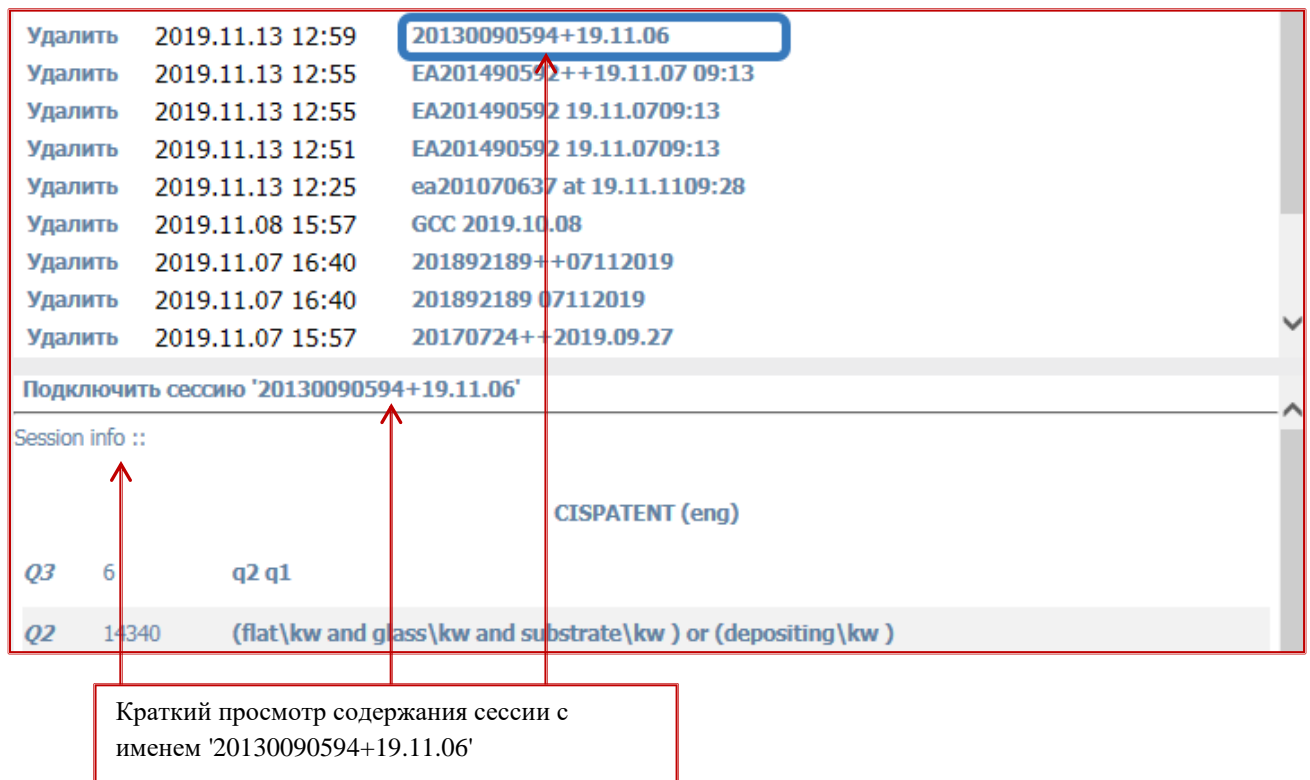 Удалить 2019.11.13 12:59 20130090594+19.11.06
Удалить 2019.11.13 12:55 EA201490592++19.11.07 09:13
Удалить 2019.11.13 12:55 EA201490592 19.11.0709:13
Удалить 2019.11.13 12:51 EA201490592 19.11.0709:13
Удалить 2019.11.13 12:25 ea201070637 at 19.11.1109:28
Удалить 2019.11.08 15:57 GCC 2019.10.08
Удалить 2019.11.07 16:40 201892189++07112019
Удалить 2019.11.07 16:40 201892189 07112019
Удалить 2019.11.07 15:57 20170724++2019.09.27
Подключить сессию '20130090594+19.11.06'
Session info ::
CISPATENT (eng)
Q3 6 q2 q1
Q2 14340 (flat\kw and glass\kw and substrate\kw ) or (depositing\kw )
Краткий просмотр содержания сессии с
именем '20130090594+19.11.06'